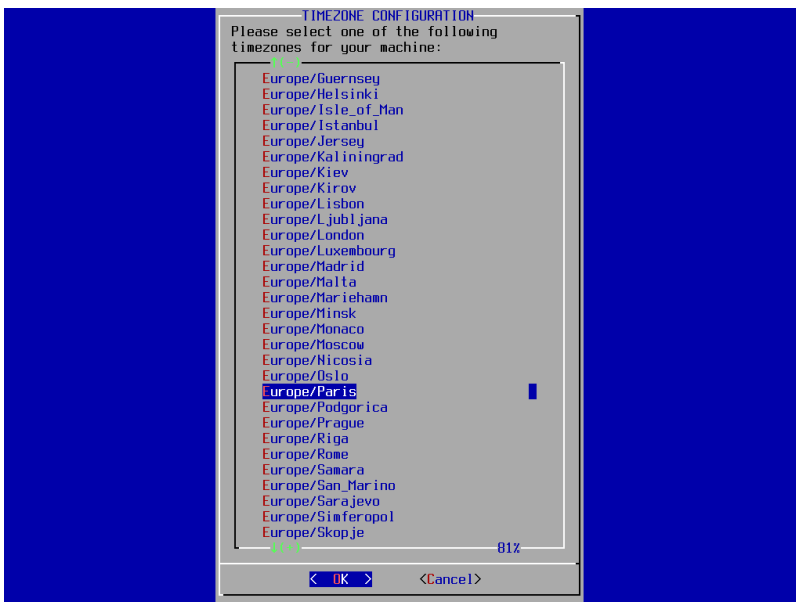 TIMEZONE CONFIGURATION
Please select one of the following
timezones for your machine:
↑(-)
Europe/Guernsey
Europe/Helsinki
Europe/Isle_of_Man
Europe/Istanbul
Europe/Jersey
Europe/Kaliningrad
Europe/Kiev
Europe/Kirov
Europe/Lisbon
Europe/Ljubljana
Europe/London
Europe/Luxembourg
Europe/Madrid
Europe/Malta
Europe/Mariehamn
Europe/Minsk
Europe/Monaco
Europe/Moscow
Europe/Nicosia
Europe/Oslo
Europe/Paris
Europe/Podgorica
Europe/Prague
Europe/Riga
Europe/Rome
Europe/Samara
Europe/San_Marino
Europe/Sarajevo
Europe/Simferopol
Europe/Skopje
↓(+) 81%
< OK > <Cancel>